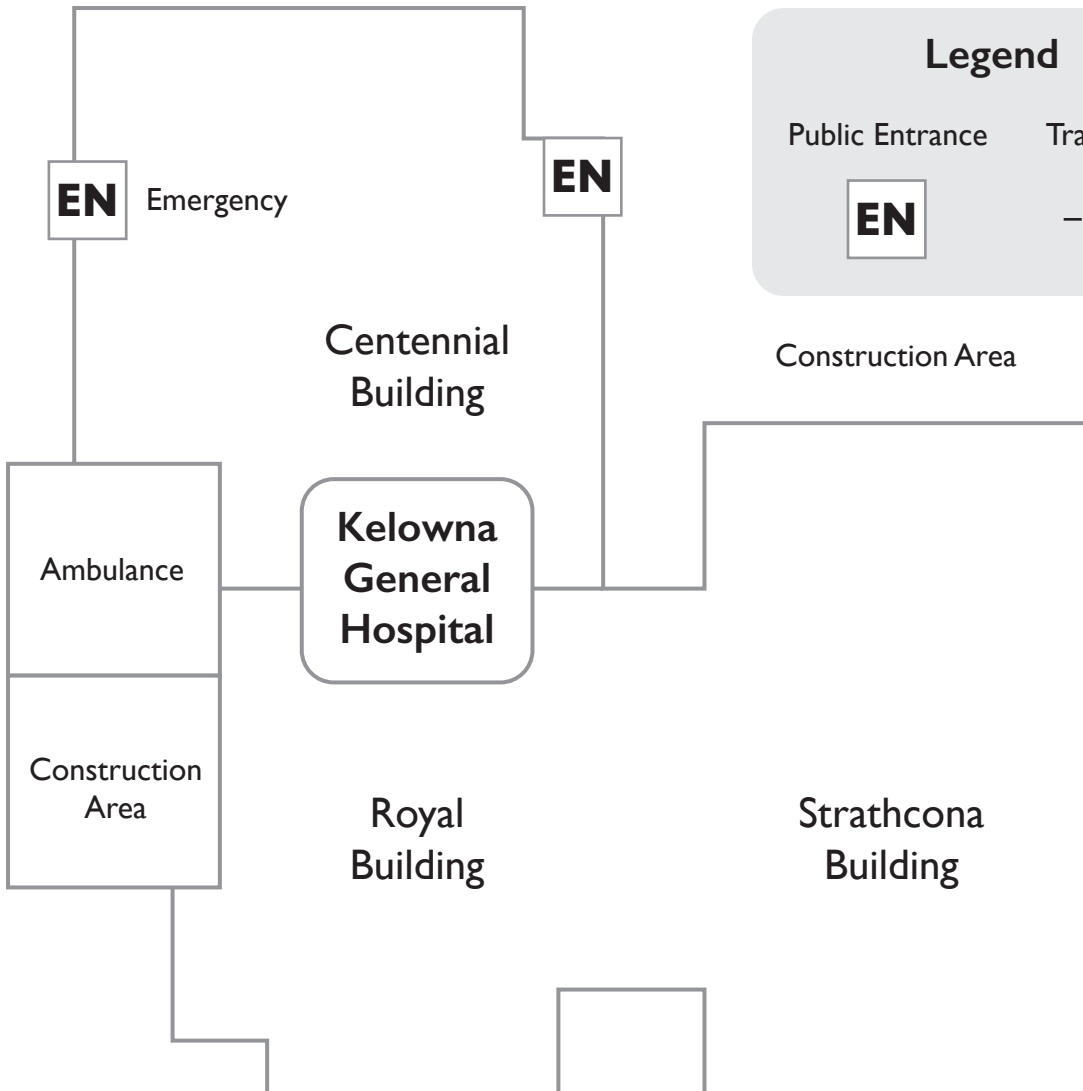 Legend
Public Entrance
EN
EN
Emergency
EN
Centennial
Building
Construction Area
Ambulance
Kelowna
General
Hospital
Construction
Area
Royal
Building
Strathcona
Building